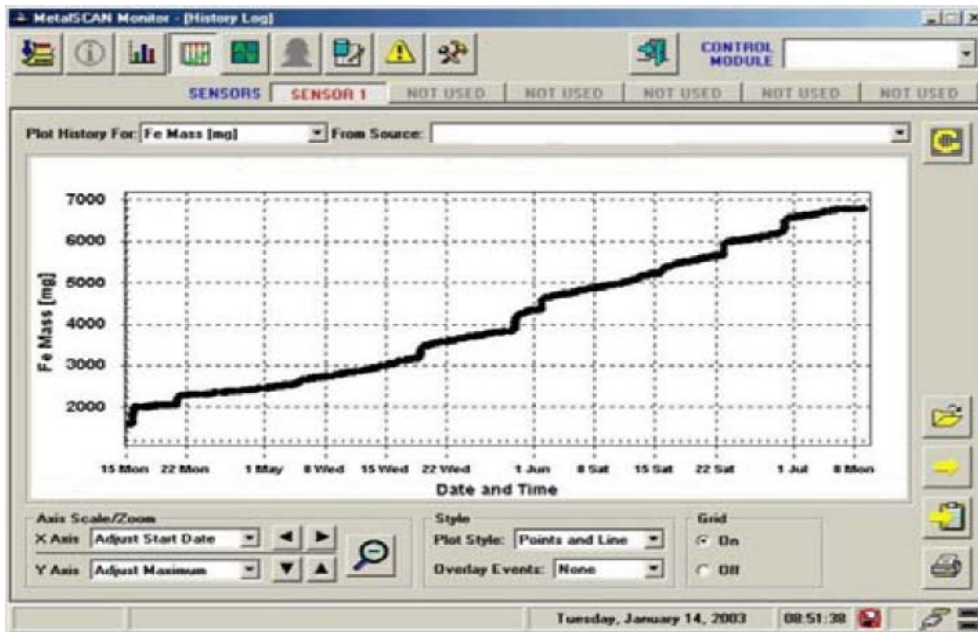 MetalSCAN Monitor - [History Log]
CONTROL MODULE
SENSORS SENSOR 1 NOT USED NOT USED NOT USED NOT USED NOT USED
Plot History For: Fe Mass [mg] From Source:
7000
6000
5000
4000
3000
2000
Fe Mass [mg]
15 Mon 22 Mon 1 May 8 Wed 15 Wed 22 Wed 1 Jun 8 Sat 15 Sat 22 Sat 1 Jul 8 Mon
Date and Time
Axis Scale/Zoom Style Grid
X Axis Adjust Start Date Plot Style: Points and Line On
Y Axis Adjust Maximum Overlay Events: None Off
Tuesday, January 14, 2003 08:51:38